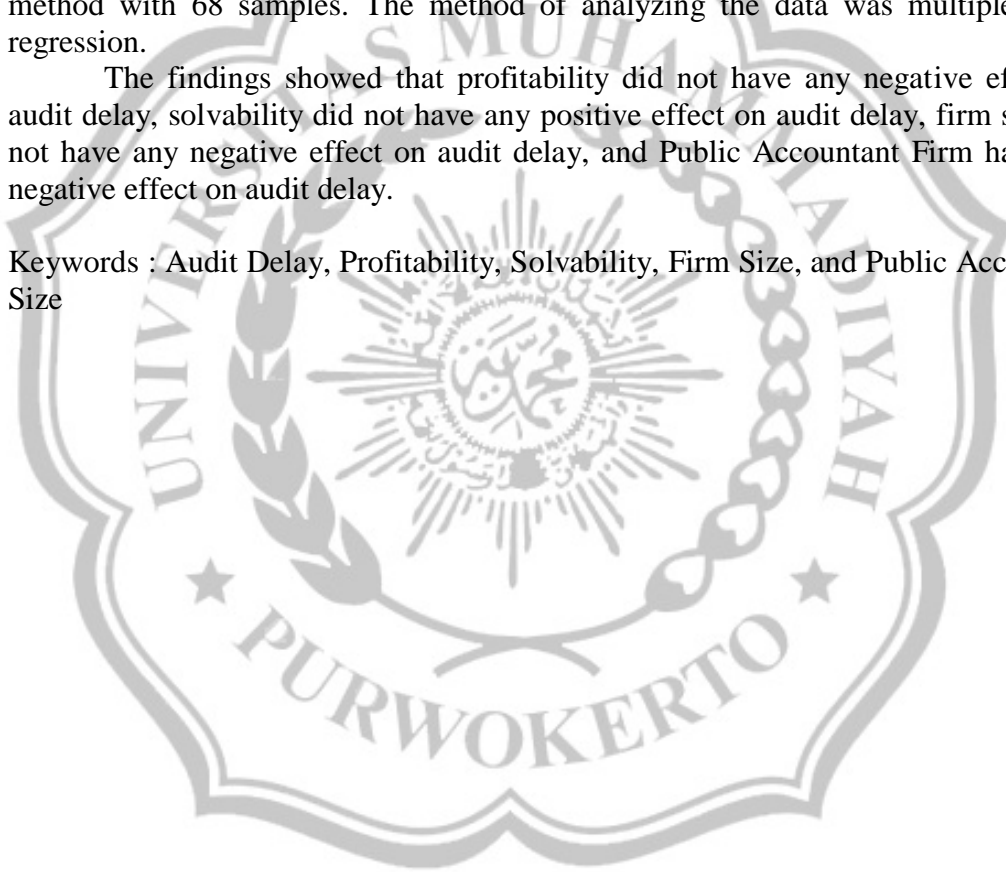 method with 68 samples. The method of analyzing the data was multiple
regression.
The findings showed that profitability did not have any negative ef
audit delay, solvability did not have any positive effect on audit delay, firm s
not have any negative effect on audit delay, and Public Accountant Firm ha
negative effect on audit delay.
Keywords : Audit Delay, Profitability, Solvability, Firm Size, and Public Acc
Size
UNIVERSITAS MUHAMMADIYAH
PURWOKERTO